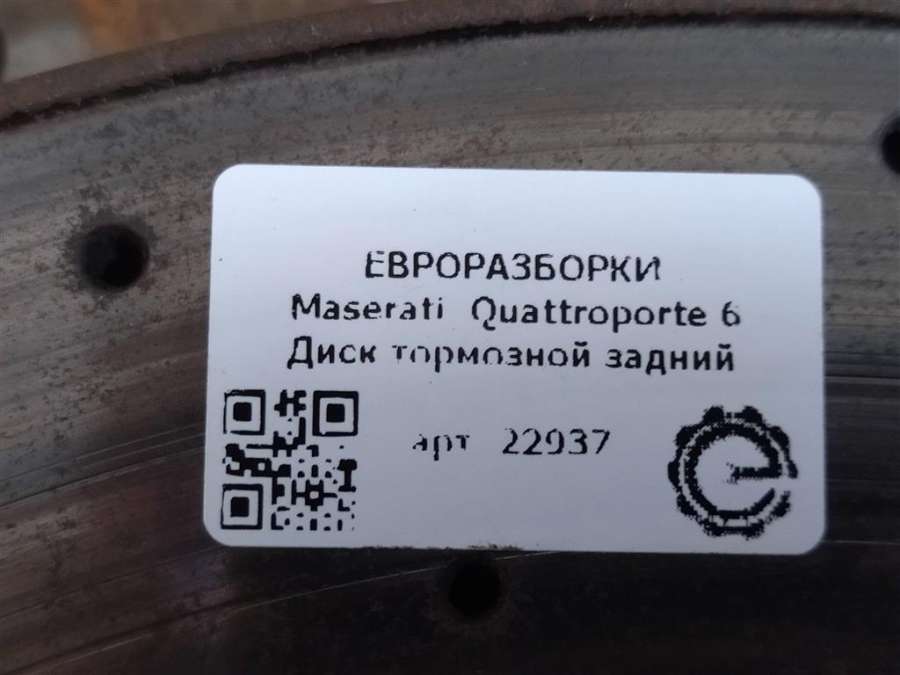 ЕВРОРАЗБОРКИ
Maserati Quattroporte 6
Диск тормозной задний
арт 22937